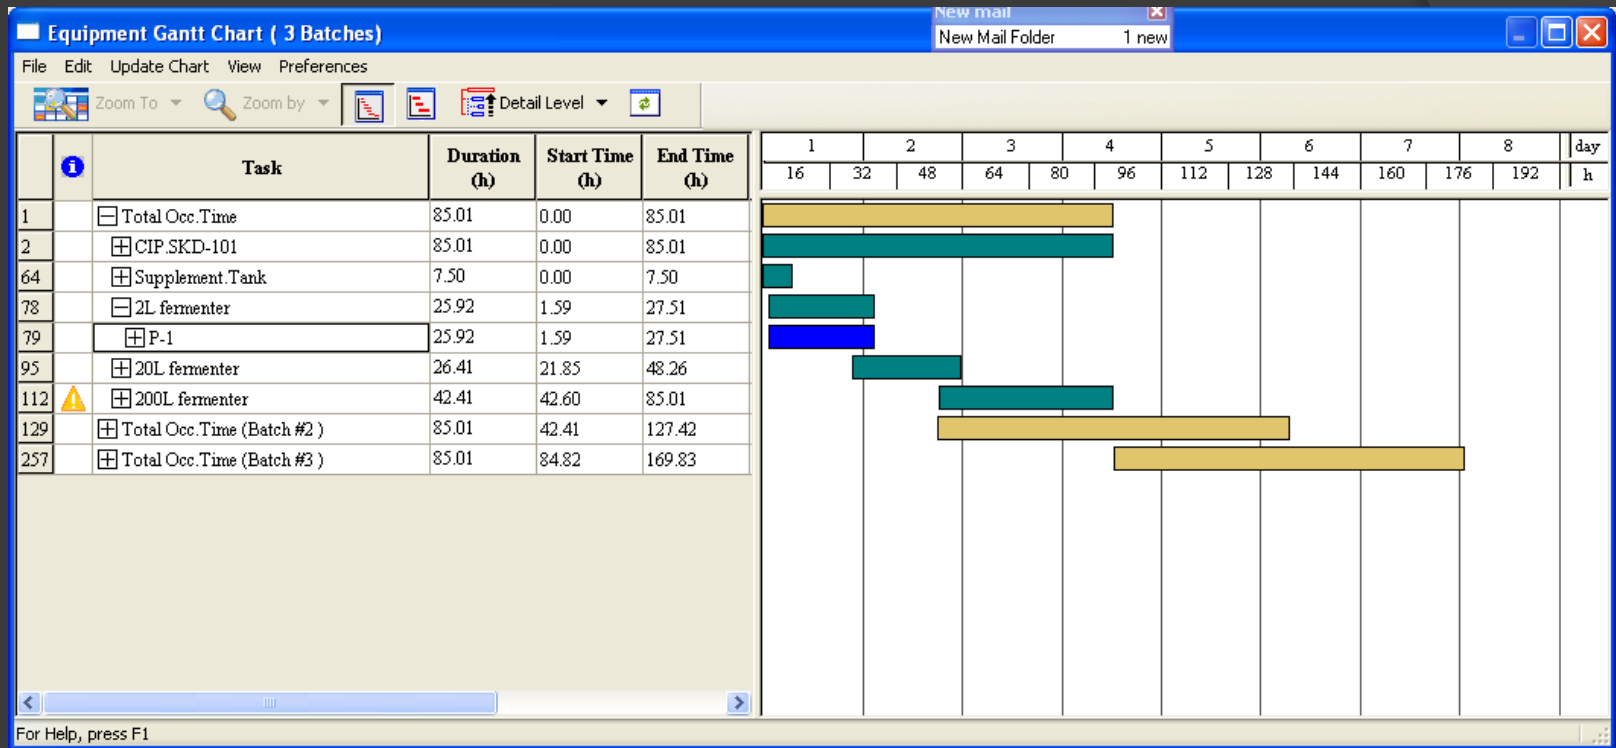 New mail
New Mail Folder 1 new
Equipment Gantt Chart ( 3 Batches)
File Edit Update Chart View Preferences
Zoom To Zoom by Detail Level
Task Duration (h) Start Time (h) End Time (h)
1 2 3 4 5 6 7 8 day
16 32 48 64 80 96 112 128 144 160 176 192 h
1 Total Occ.Time 85.01 0.00 85.01
2 CIP.SKD-101 85.01 0.00 85.01
64 Supplement.Tank 7.50 0.00 7.50
78 2L fermenter 25.92 1.59 27.51
79 P-1 25.92 1.59 27.51
95 20L fermenter 26.41 21.85 48.26
112 200L fermenter 42.41 42.60 85.01
129 Total Occ.Time (Batch #2 ) 85.01 42.41 127.42
257 Total Occ.Time (Batch #3 ) 85.01 84.82 169.83
For Help, press F1